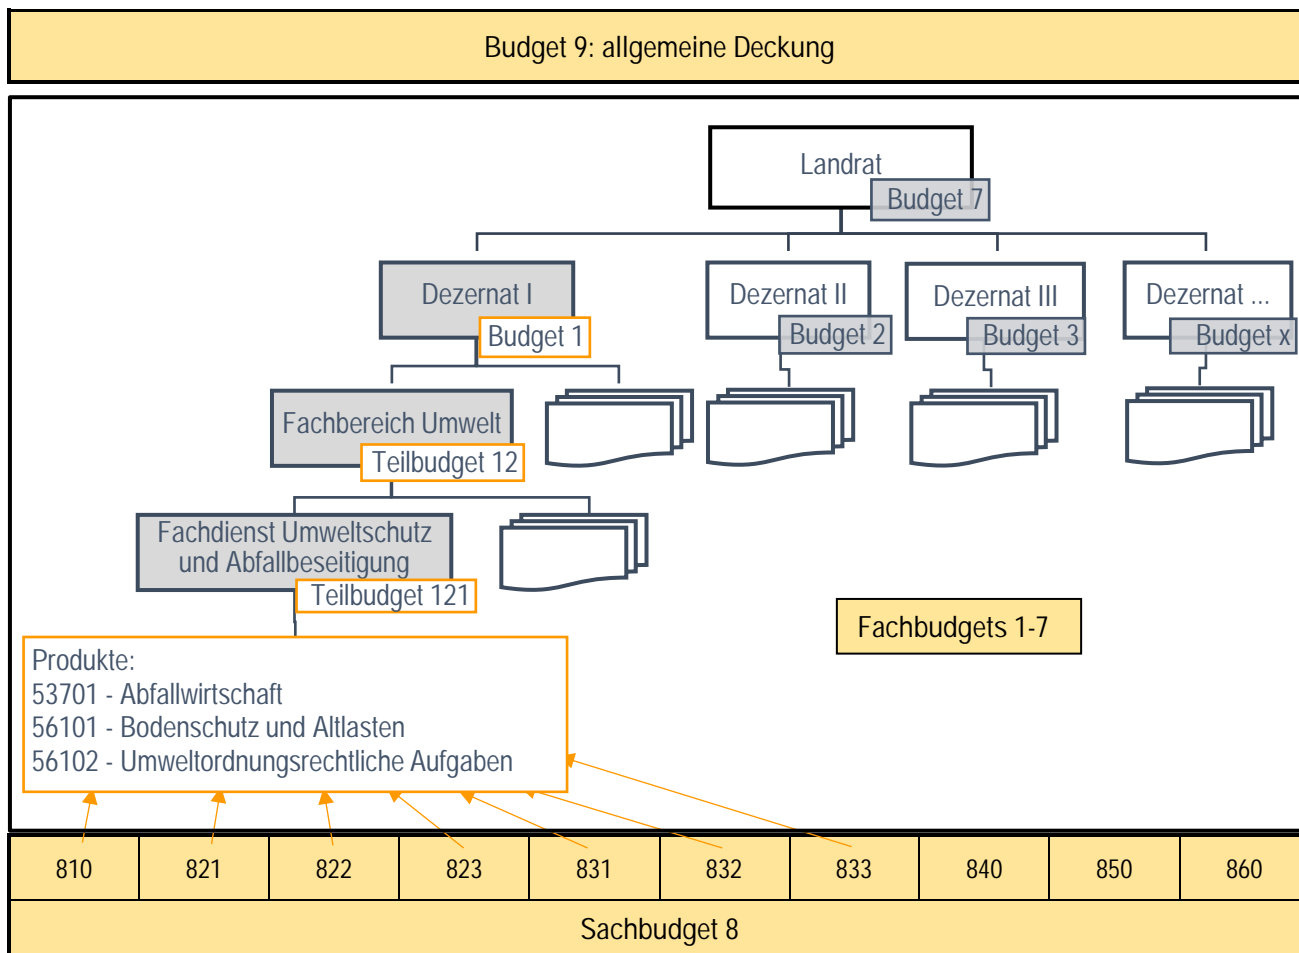 Budget 9: allgemeine Deckung
Landrat
Budget 7
Dezernat I
Budget 1
Dezernat II
Budget 2
Dezernat III
Budget 3
Dezernat ...
Budget x
Fachbereich Umwelt
Teilbudget 12
Fachdienst Umweltschutz
und Abfallbeseitigung
Teilbudget 121
Fachbudgets 1-7
Produkte:
53701 - Abfallwirtschaft
56101 - Bodenschutz und Altlasten
56102 - Umweltordnungsrechtliche Aufgaben
810 821 822 823 831 832 833 840 850 860
Sachbudget 8